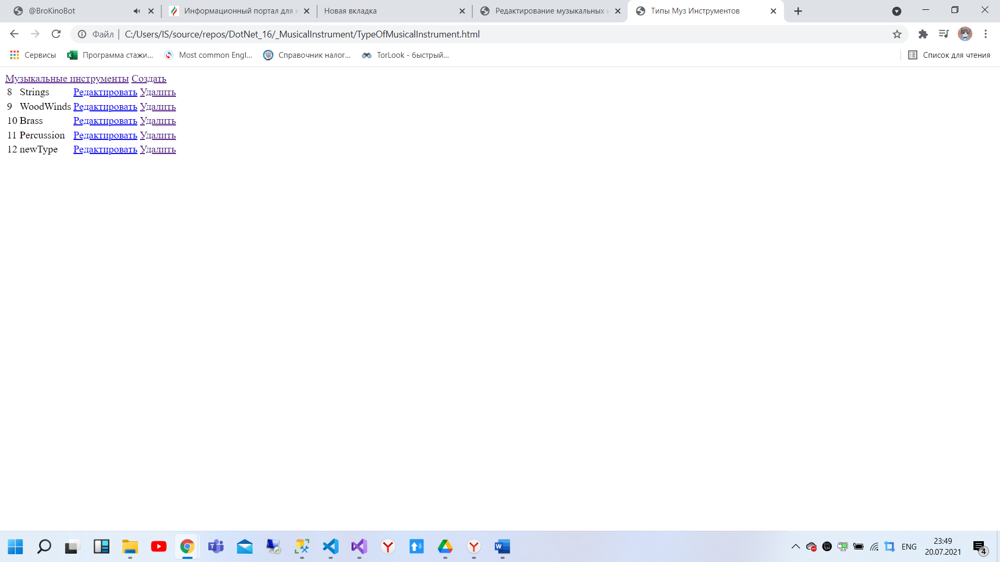 @BroKinoBot
Информационный портал для к
Новая вкладка
Редактирование музыкальных и
Типы Муз Инструментов
Файл | C:/Users/IS/source/repos/DotNet_16/_MusicalInstrument/TypeOfMusicalInstrument.html
Сервисы
Программа стажи...
Most common Engl...
Справочник налог...
TorLook - быстрый...
Список для чтения
Музыкальные инструменты Создать
8 Strings Редактировать Удалить
9 WoodWinds Редактировать Удалить
10 Brass Редактировать Удалить
11 Percussion Редактировать Удалить
12 newType Редактировать Удалить
ENG
23:49
20.07.2021
4